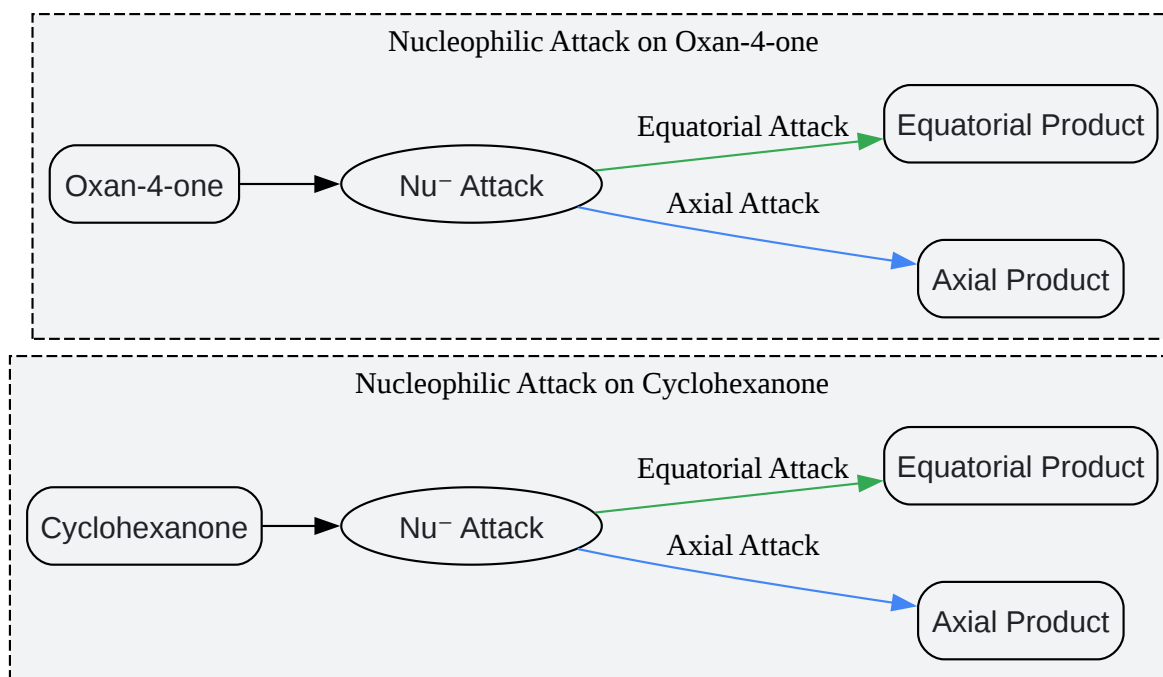 Nucleophilic Attack on Oxan-4-one
Oxan-4-one
Nu⁻ Attack
Equatorial Attack
Equatorial Product
Axial Attack
Axial Product
Nucleophilic Attack on Cyclohexanone
Cyclohexanone
Nu⁻ Attack
Equatorial Attack
Equatorial Product
Axial Attack
Axial Product